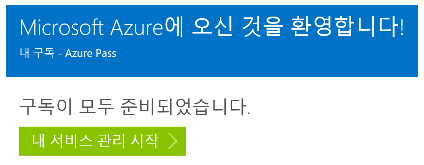 Microsoft Azure에 오신 것을 환영합니다!
내 구독 - Azure Pass
구독이 모두 준비되었습니다.
내 서비스 관리 시작